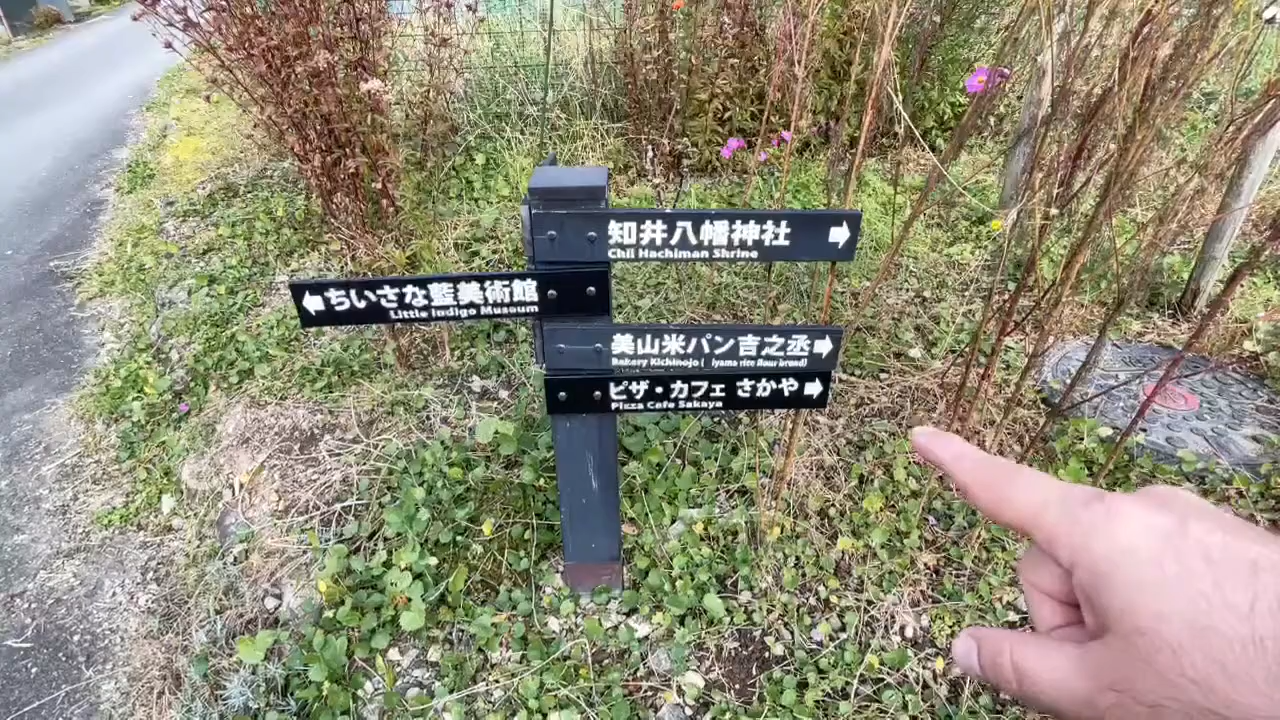 知井八幡神社
Chii Hachiman Shrine
ちいさな藍美術館
Little Indigo Museum
美山米パン吉之丞
Bakery Kichinojo ( iyama rice flour bread)
ピザ・カフェ さかや
Pizza Cafe Sakaya